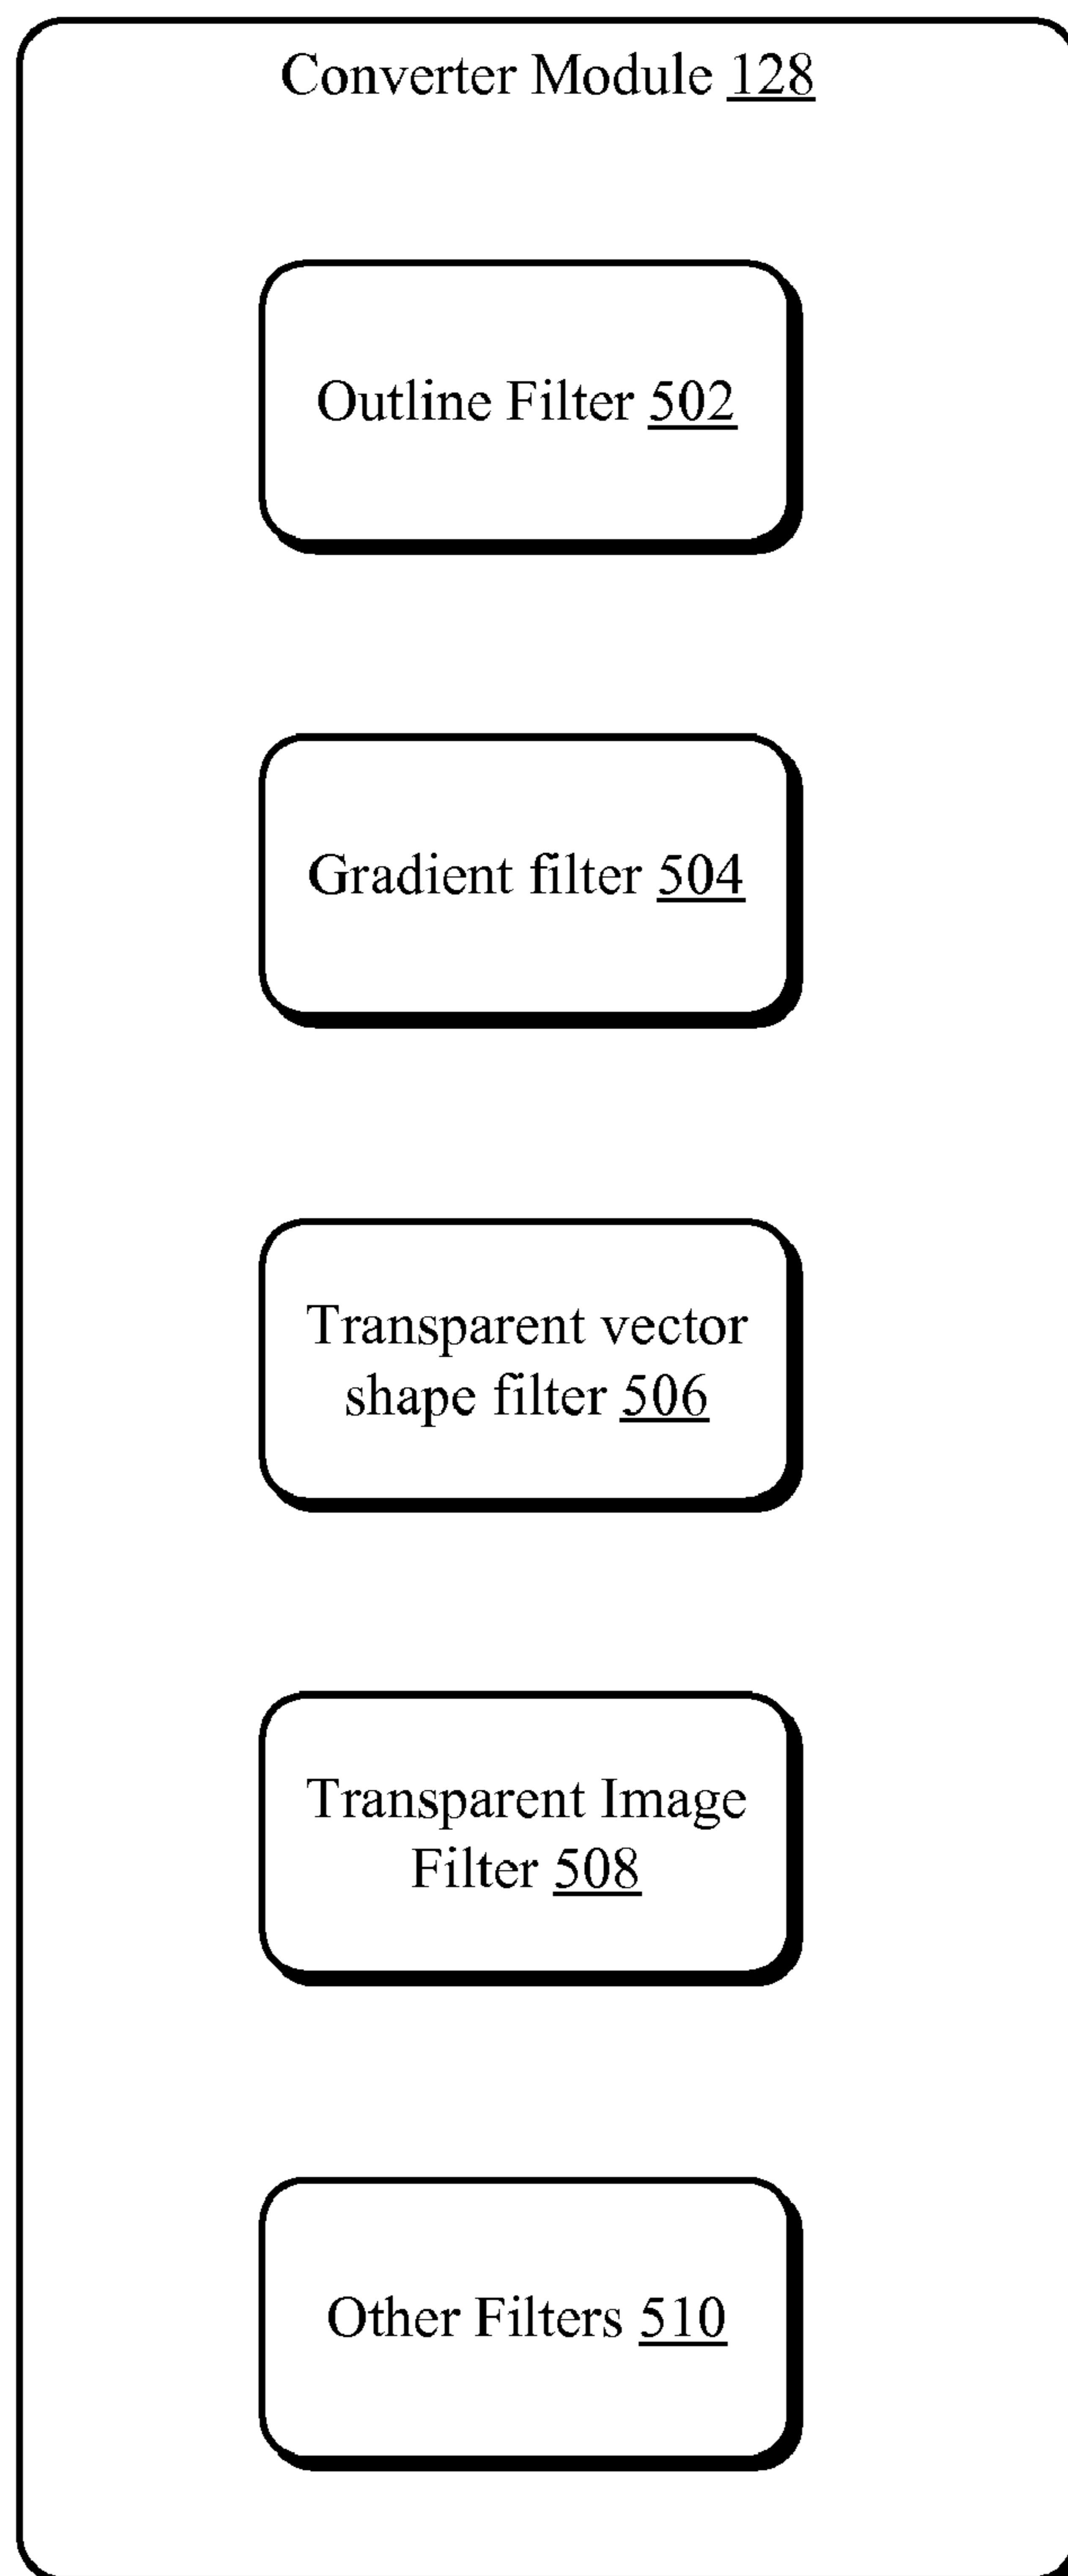 Converter Module 128
Outline Filter 502
Gradient filter 504
Transparent vector
shape filter 506
Transparent Image
Filter 508
Other Filters 510